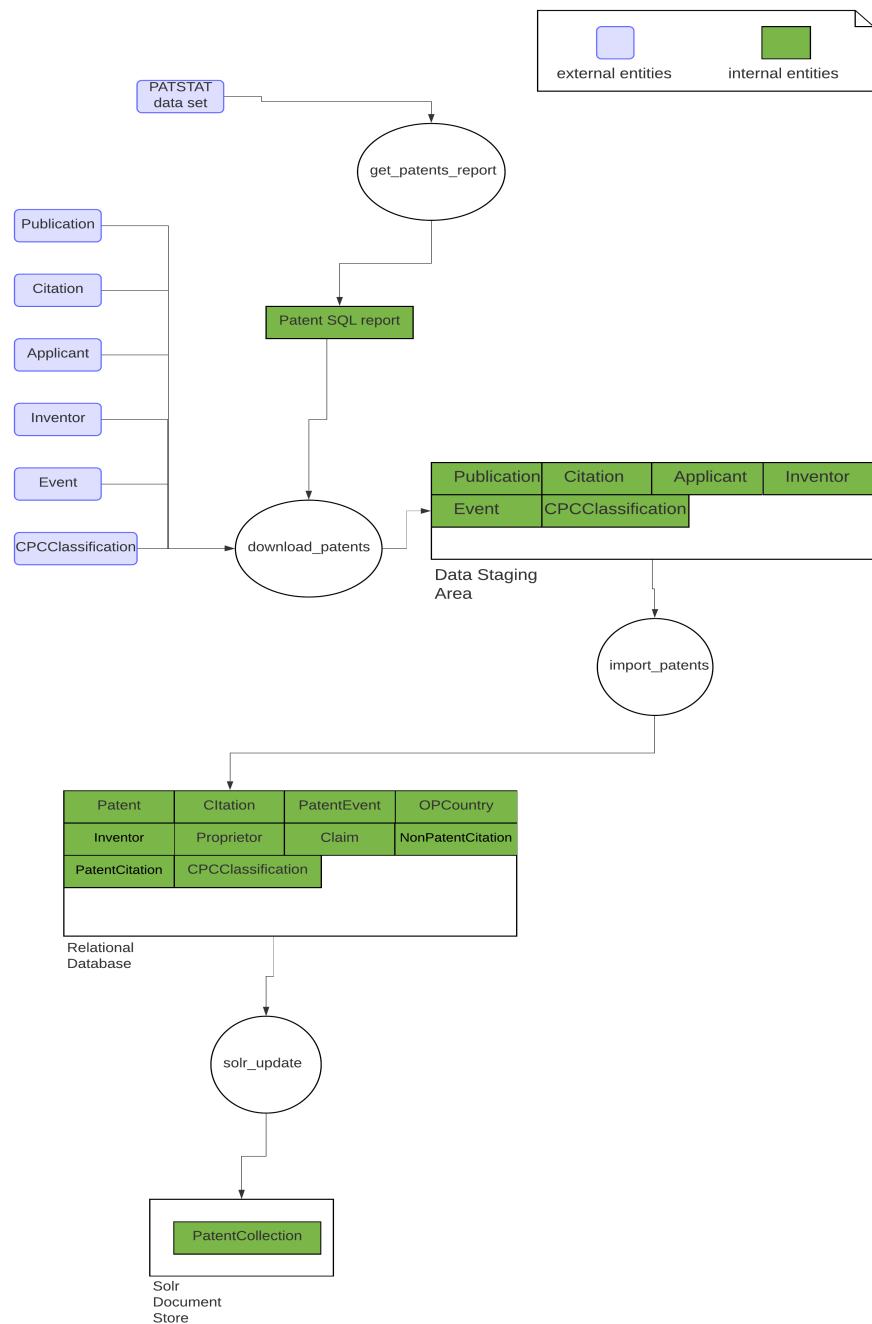 external entities
internal entities
PATSTAT
data set
get_patents_report
Publication
Citation
Patent SQL report
Applicant
Inventor
Event
CPCClassification
download_patents
Publication
Citation
Applicant
Inventor
Event
CPCClassification
Data Staging
Area
import_patents
Patent
CItation
PatentEvent
OPCountry
Inventor
Proprietor
Claim
NonPatentCitation
PatentCitation
CPCClassification
Relational
Database
solr_update
PatentCollection
Solr
Document
Store